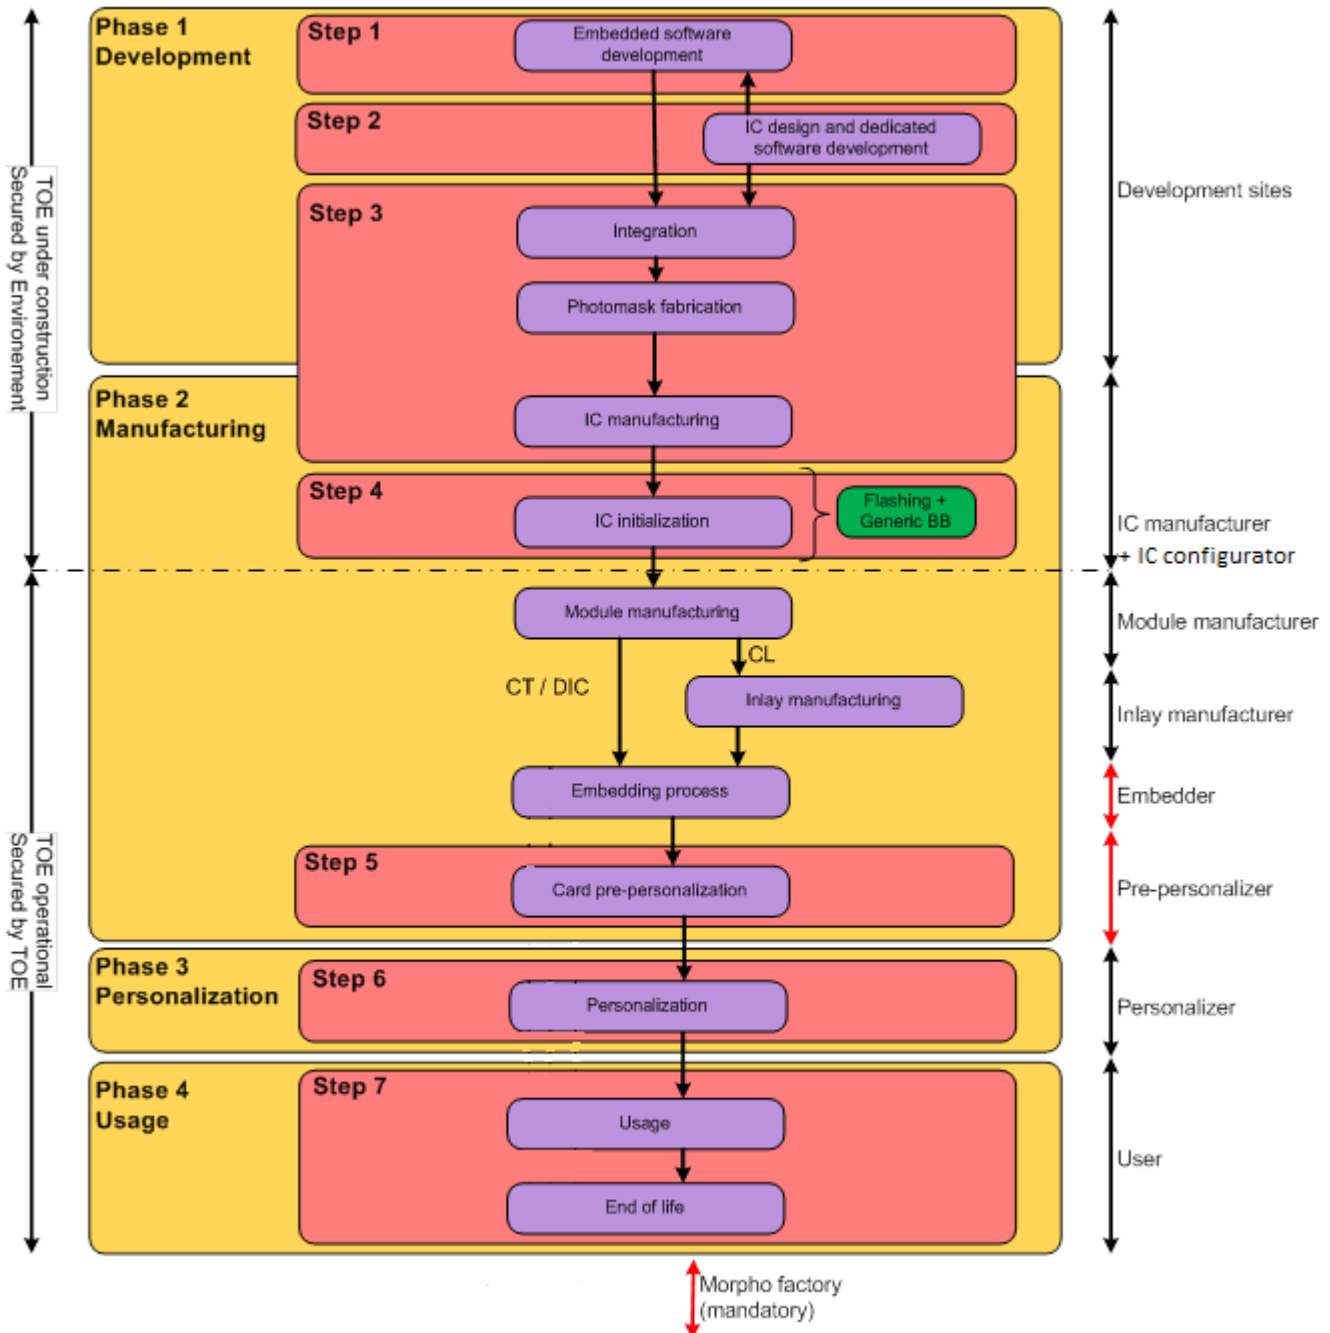 Phase 1
Development
Step 1
Embedded software
development
Step 2
IC design and dedicated
software development
Step 3
Integration
Photomask fabrication
Phase 2
Manufacturing
IC manufacturing
Step 4
IC initialization
Flashing +
Generic BB
Module manufacturing
CT / DIC
CL
Inlay manufacturing
Embedding process
Step 5
Card pre-personalization
Phase 3
Personalization
Step 6
Personalization
Phase 4
Usage
Step 7
Usage
End of life
TOE under construction
Secured by Environement
TOE operational
Secured by TOE
Development sites
IC manufacturer
+ IC configurator
Module manufacturer
Inlay manufacturer
Embedder
Pre-personalizer
Personalizer
User
Morpho factory
(mandatory)